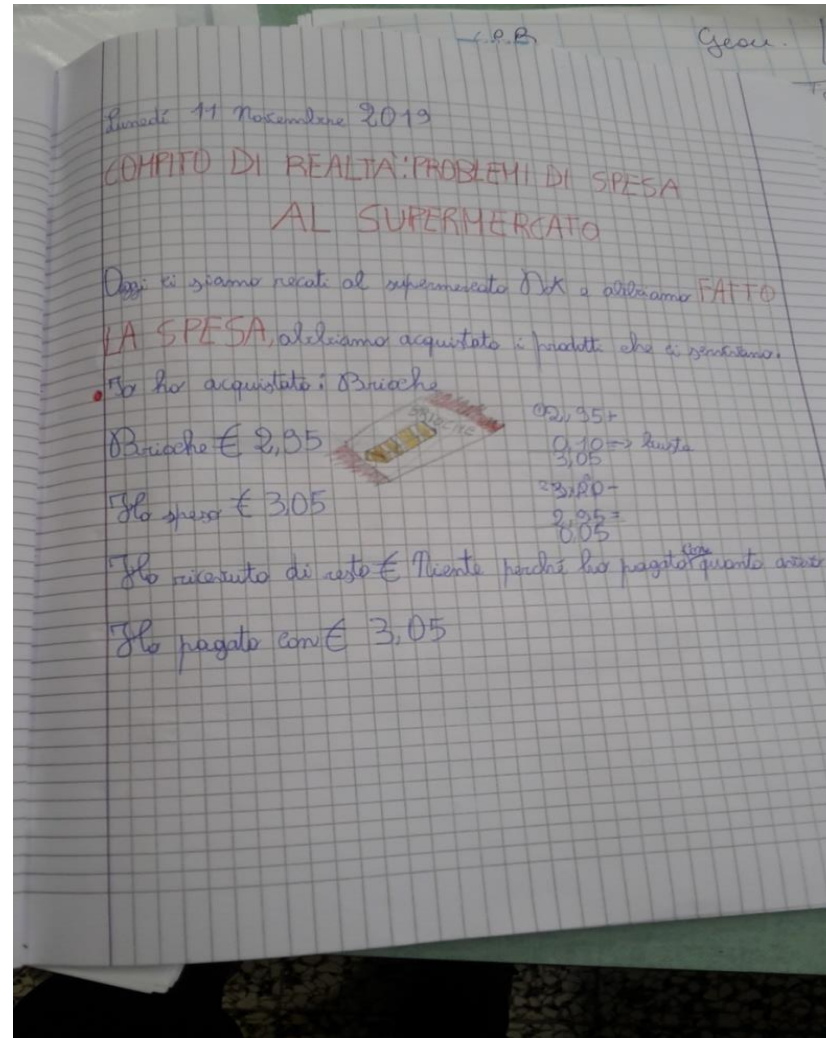 Geou.
Lunedì 11 Novembre 2019
COMPITO DI REALTÀ: PROBLEMI DI SPESA
AL SUPERMERCATO
Oggi ci siamo recati al supermercato e abbiamo FATTO
LA SPESA, abbiamo acquistato i prodotti che ci servivano.
Io ho acquistato: Brioche
BRIOCHE
Brioche € 2,95
Ho speso € 3,05
Ho ricevuto di resto € Niente perché ho pagato quanto
Ho pagato con € 3,05
2,95+
0,10=> busta
3,05
2,95=
0,05